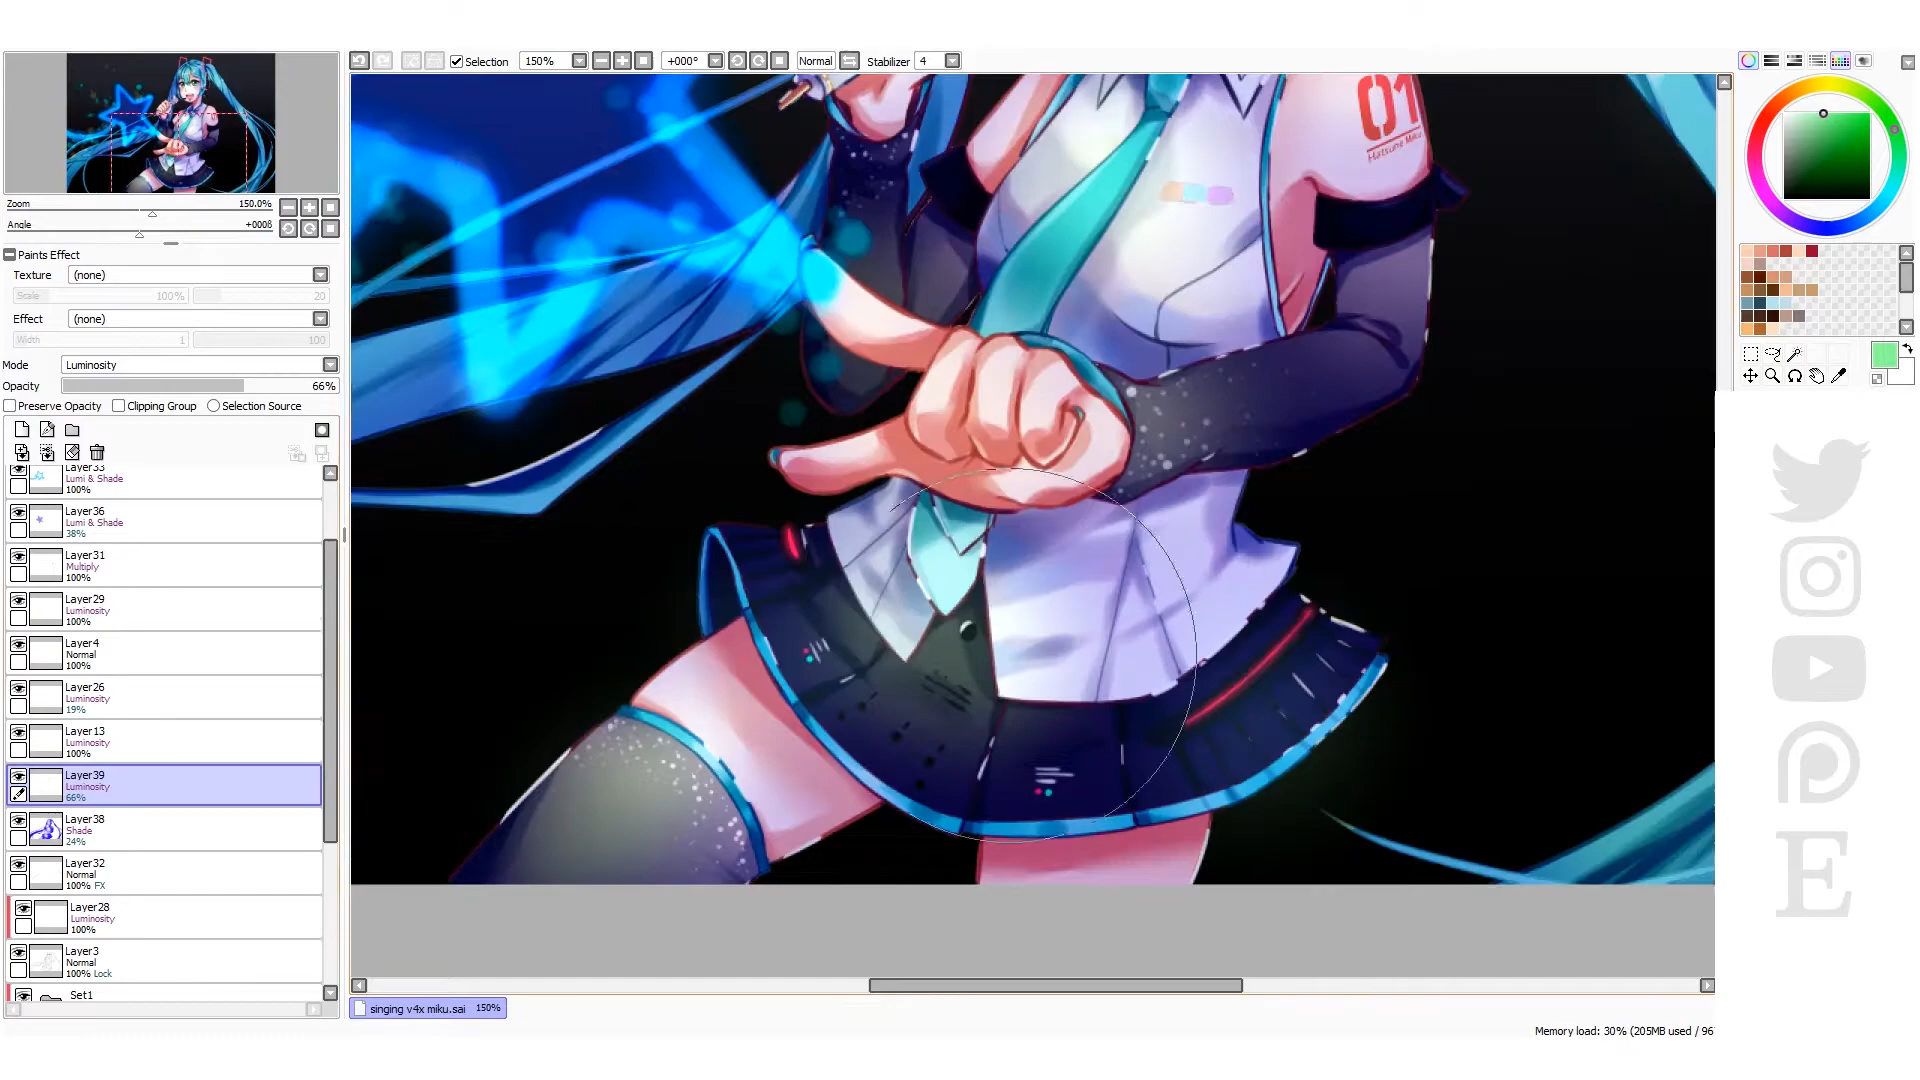 Selection
150%
+000°
Normal
Stabilizer
4
Zoom
150.0%
Angle
+000ß
Paints Effect
Texture
(none)
Scale
100%
20
Effect
(none)
Width
1
100
Mode
Luminosity
Opacity
66%
Preserve Opacity
Clipping Group
Selection Source
Layer33
Lumi & Shade
100%
Layer36
Lumi & Shade
38%
Layer31
Multiply
100%
Layer29
Luminosity
100%
Layer4
Normal
100%
Layer26
Luminosity
19%
Layer13
Luminosity
100%
Layer39
Luminosity
66%
Layer38
Shade
24%
Layer32
Normal
100% FX
Layer28
Luminosity
100%
Layer3
Normal
100% Lock
Set1
01
Hatsune Miku
singing v4x miku.sai
150%
Memory load: 30% (205MB used / 96
E